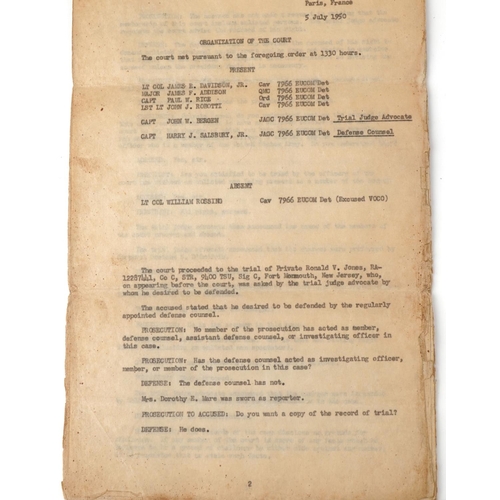 Paris, France
5 July 1950
ORGANIZATION OF THE COURT
The court met pursuant to the foregoing order at 1330 hours.
PRESENT
LT COL JAMES R. DAVIDSON, JR. Cav 7966 EUCOM Det
MAJOR JAMES F. ADDISON QMC 7966 EUCOM Det
CAPT PAUL W. RICE Ord 7966 EUCOM Det
1ST LT JOHN J. Cav 7966 EUCOM Det
CAPT JOHN W. BERGEN JAGC 7966 EUCOM Det Trial Judge Advocate
CAPT HARRY J. SALSBURY, JR. JAGC 7966 EUCOM Det Defense Counsel
ABSENT
LT COL WILLIAM ROSSING Cav 7966 EUCOM Det (Excused VOCO)
The court proceeded to the trial of Private Ronald V. Jones, RA-
12287441, Co C, STR, 9400 TSU, Sig C, Fort Monmouth, New Jersey, who,
on appearing before the court, was asked by the trial judge advocate by
whom he desired to be defended.
The accused stated that he desired to be defended by the regularly
appointed defense counsel.
PROSECUTION: No member of the prosecution has acted as member,
defense counsel, assistant defense counsel, or investigating officer in
this case.
PROSECUTION: Has the defense counsel acted as investigating officer,
member, or member of the prosecution in this case?
DEFENSE: The defense counsel has not.
Mrs. Dorothy E. Ware was sworn as reporter.
PROSECUTION TO ACCUSED: Do you want a copy of the record of trial?
DEFENSE: He does.
2